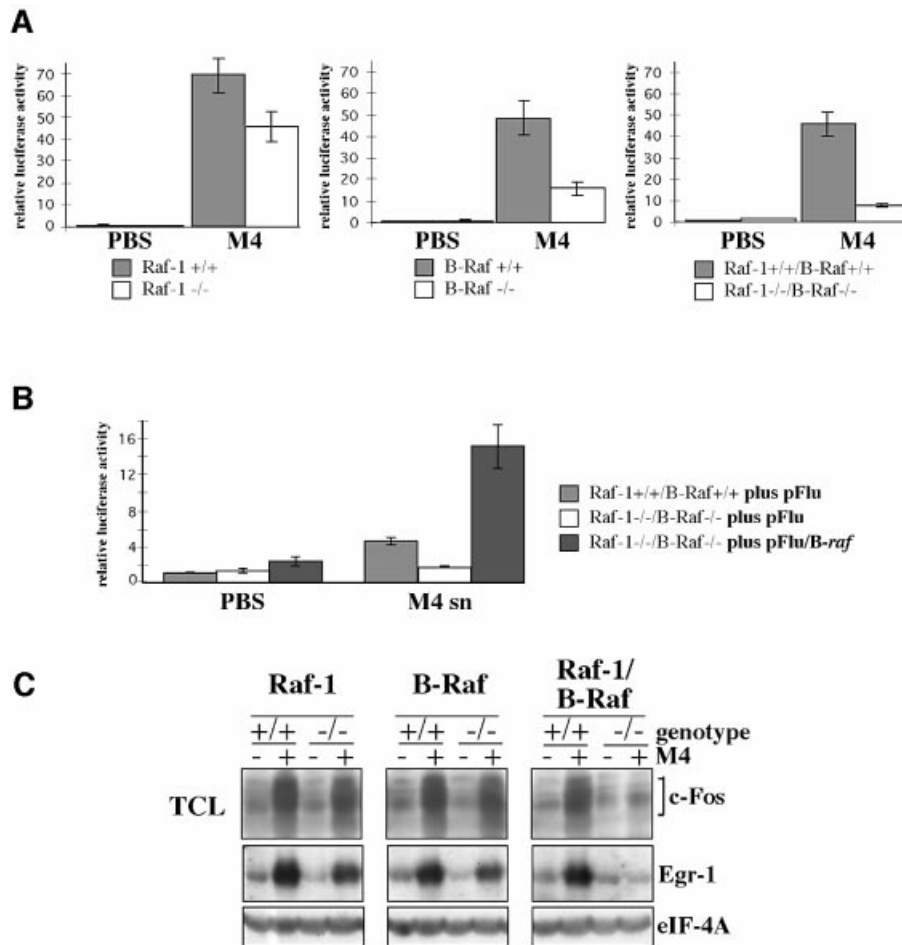 A
relative luciferase activity
70
60
50
40
30
20
10
0
PBS M4
Raf-1 +/+
Raf-1 -/-
relative luciferase activity
70
60
50
40
30
20
10
0
PBS M4
B-Raf +/+
B-Raf -/-
relative luciferase activity
70
60
50
40
30
20
10
0
PBS M4
Raf-1+/+/B-Raf+/+
Raf-1-/-/B-Raf-/-
B
relative luciferase activity
16
12
8
4
0
PBS M4 sn
Raf-1+/+/B-Raf+/+ plus pFlu
Raf-1-/-/B-Raf-/- plus pFlu
Raf-1-/-/B-Raf-/- plus pFlu/B-raf
C
Raf-1 B-Raf Raf-1/
B-Raf
+/+ -/- +/+ -/- +/+ -/- genotype
- + - + - + - + - + - + M4
TCL c-Fos
Egr-1
eIF-4A